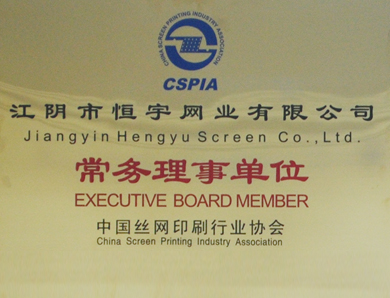 CHINA SCREEN PRINTING INDUSTRY ASSOCIATION
CSPIA
江阴市恒宇网业有限公司
Jiangyin Hengyu Screen Co.,Ltd.
常务理事单位
EXECUTIVE BOARD MEMBER
中国丝网印刷行业协会
China Screen Printing Industry Association